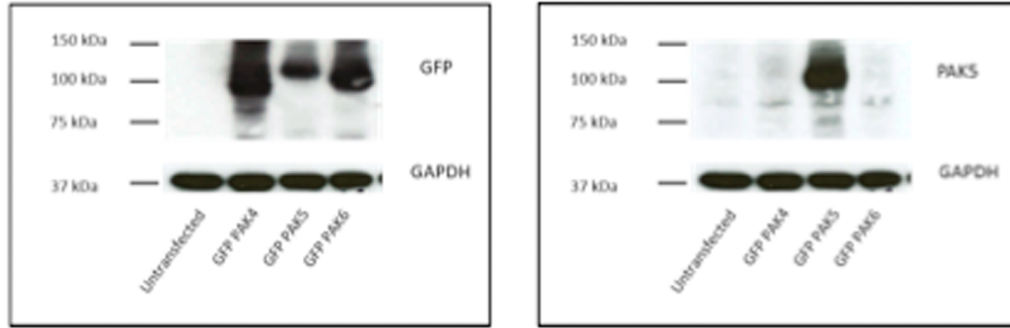 150 kDa
100 kDa
GFP
75 kDa
GAPDH
37 kDa
Untransfected
GFP PAK4
GFP PAK5
GFP PAK6
150 kDa
100 kDa
PAK5
75 kDa
GAPDH
37 kDa
Untransfected
GFP PAK4
GFP PAK5
GFP PAK6